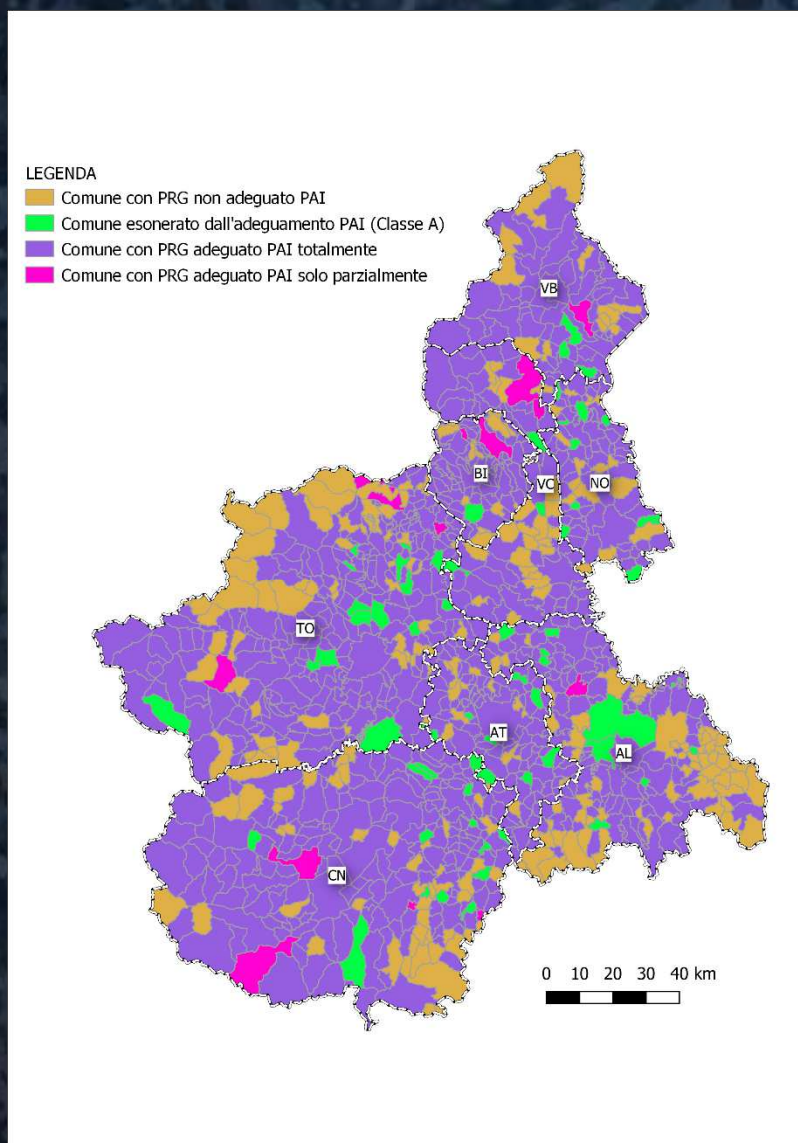 LEGENDA
Comune con PRG non adeguato PAI
Comune esonerato dall'adeguamento PAI (Classe A)
Comune con PRG adeguato PAI totalmente
Comune con PRG adeguato PAI solo parzialmente
VB
BI
VC
NO
TO
AT
AL
CN
0 10 20 30 40 km